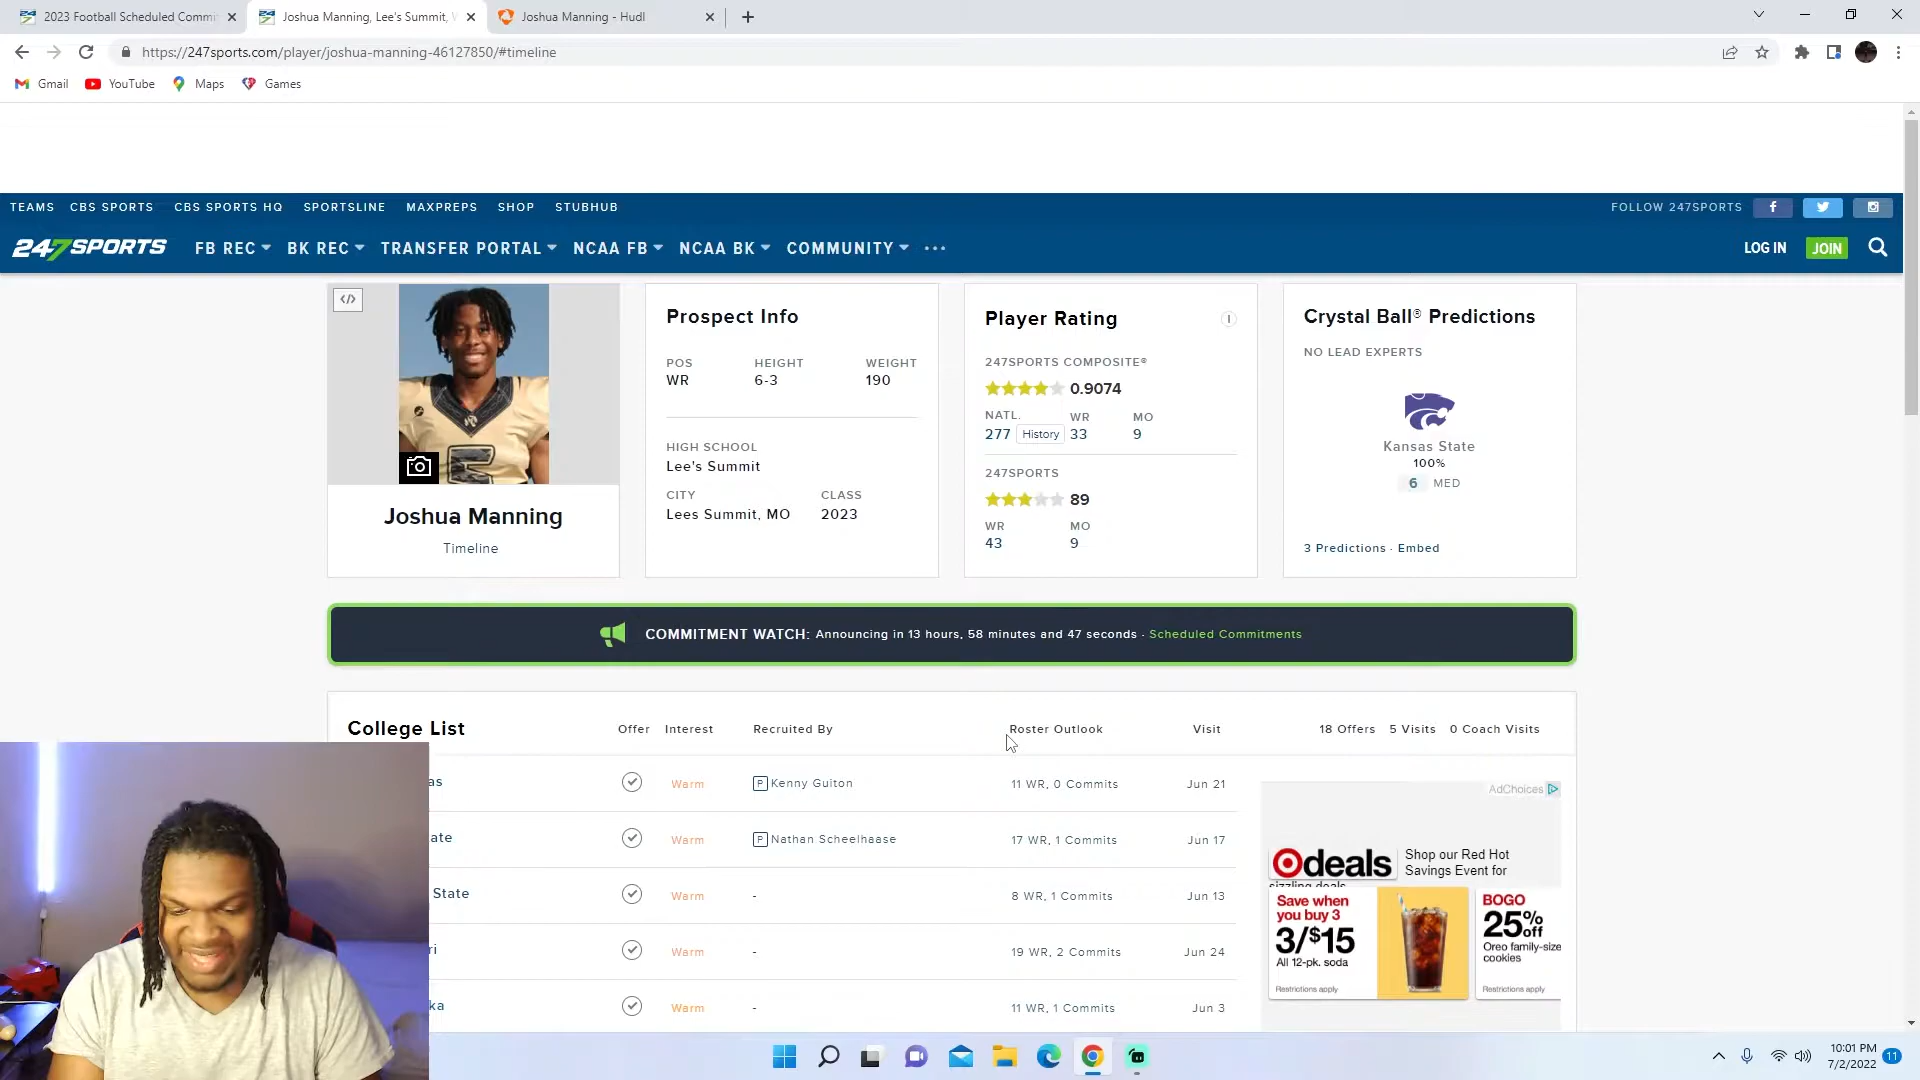 2023 Football Scheduled Commi
Joshua Manning, Lee's Summit, W
Joshua Manning - Hudl
https://247sports.com/player/joshua-manning-46127850/#timeline
Gmail YouTube Maps Games
TEAMS CBS SPORTS CBS SPORTS HQ SPORTSLINE MAXPREPS SHOP STUBHUB FOLLOW 247SPORTS
247SPORTS FB REC BK REC TRANSFER PORTAL NCAA FB NCAA BK COMMUNITY ••• LOG IN JOIN
Joshua Manning
Timeline
Prospect Info
POS HEIGHT WEIGHT
WR 6-3 190
HIGH SCHOOL
Lee's Summit
CITY CLASS
Lees Summit, MO 2023
Player Rating
247SPORTS COMPOSITE®
0.9074
NATL. WR MO
277 History 33 9
247SPORTS
89
WR MO
43 9
Crystal Ball® Predictions
NO LEAD EXPERTS
Kansas State
100%
6 MED
3 Predictions · Embed
COMMITMENT WATCH: Announcing in 13 hours, 58 minutes and 47 seconds · Scheduled Commitments
College List Offer Interest Recruited By Roster Outlook Visit 18 Offers 5 Visits 0 Coach Visits
as Warm P Kenny Guiton 11 WR, 0 Commits Jun 21
ate Warm P Nathan Scheelhaase 17 WR, 1 Commits Jun 17
State Warm - 8 WR, 1 Commits Jun 13
ri Warm - 19 WR, 2 Commits Jun 24
ka Warm - 11 WR, 1 Commits Jun 3
AdChoices
deals
Shop our Red Hot
Savings Event for
sizzling deals
Save when
you buy 3
3/$15
All 12-pk. soda
Restrictions apply
BOGO
25%
off
Oreo family-size
cookies
Restrictions apply
10:01 PM
7/2/2022
11